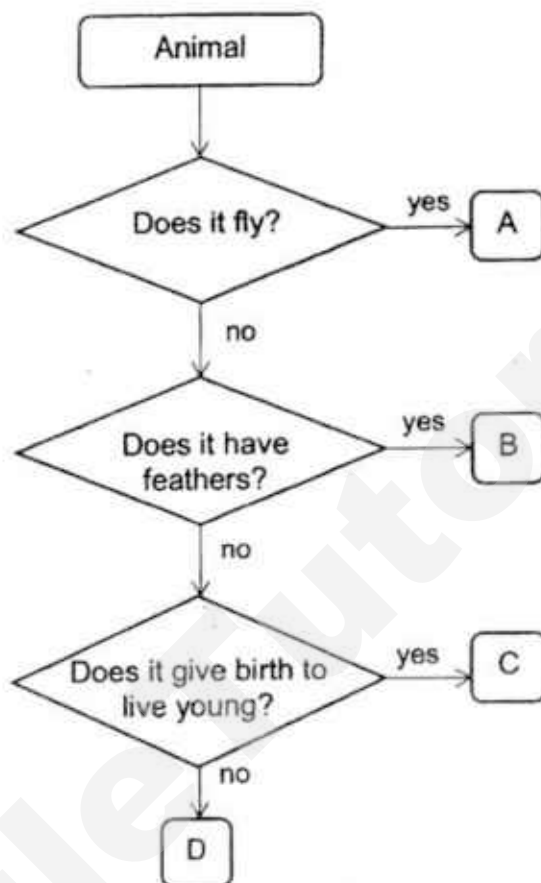 Animal
Does it fly?
yes
A
no
Does it have
feathers?
yes
B
no
Does it give birth to
live young?
yes
C
no
D